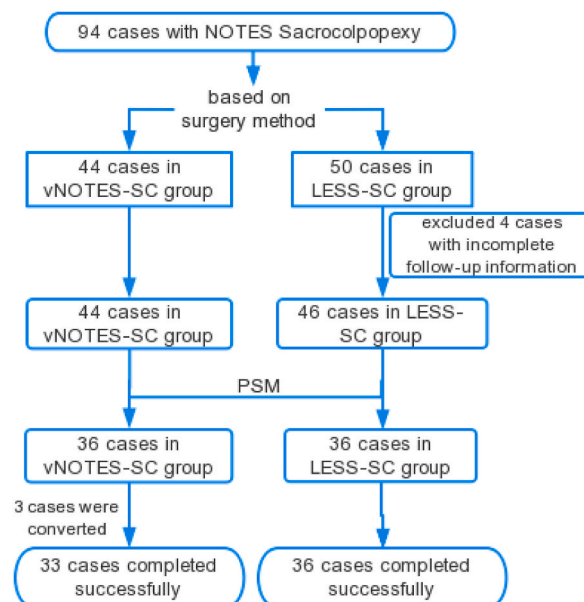 94 cases with NOTES Sacrocolpopexy
based on
surgery method
44 cases in
vNOTES-SC group
50 cases in
LESS-SC group
excluded 4 cases
with incomplete
follow-up information
44 cases in
vNOTES-SC group
46 cases in LESS-
SC group
PSM
36 cases in
vNOTES-SC group
36 cases in
LESS-SC group
3 cases were
converted
33 cases completed
successfully
36 cases completed
successfully